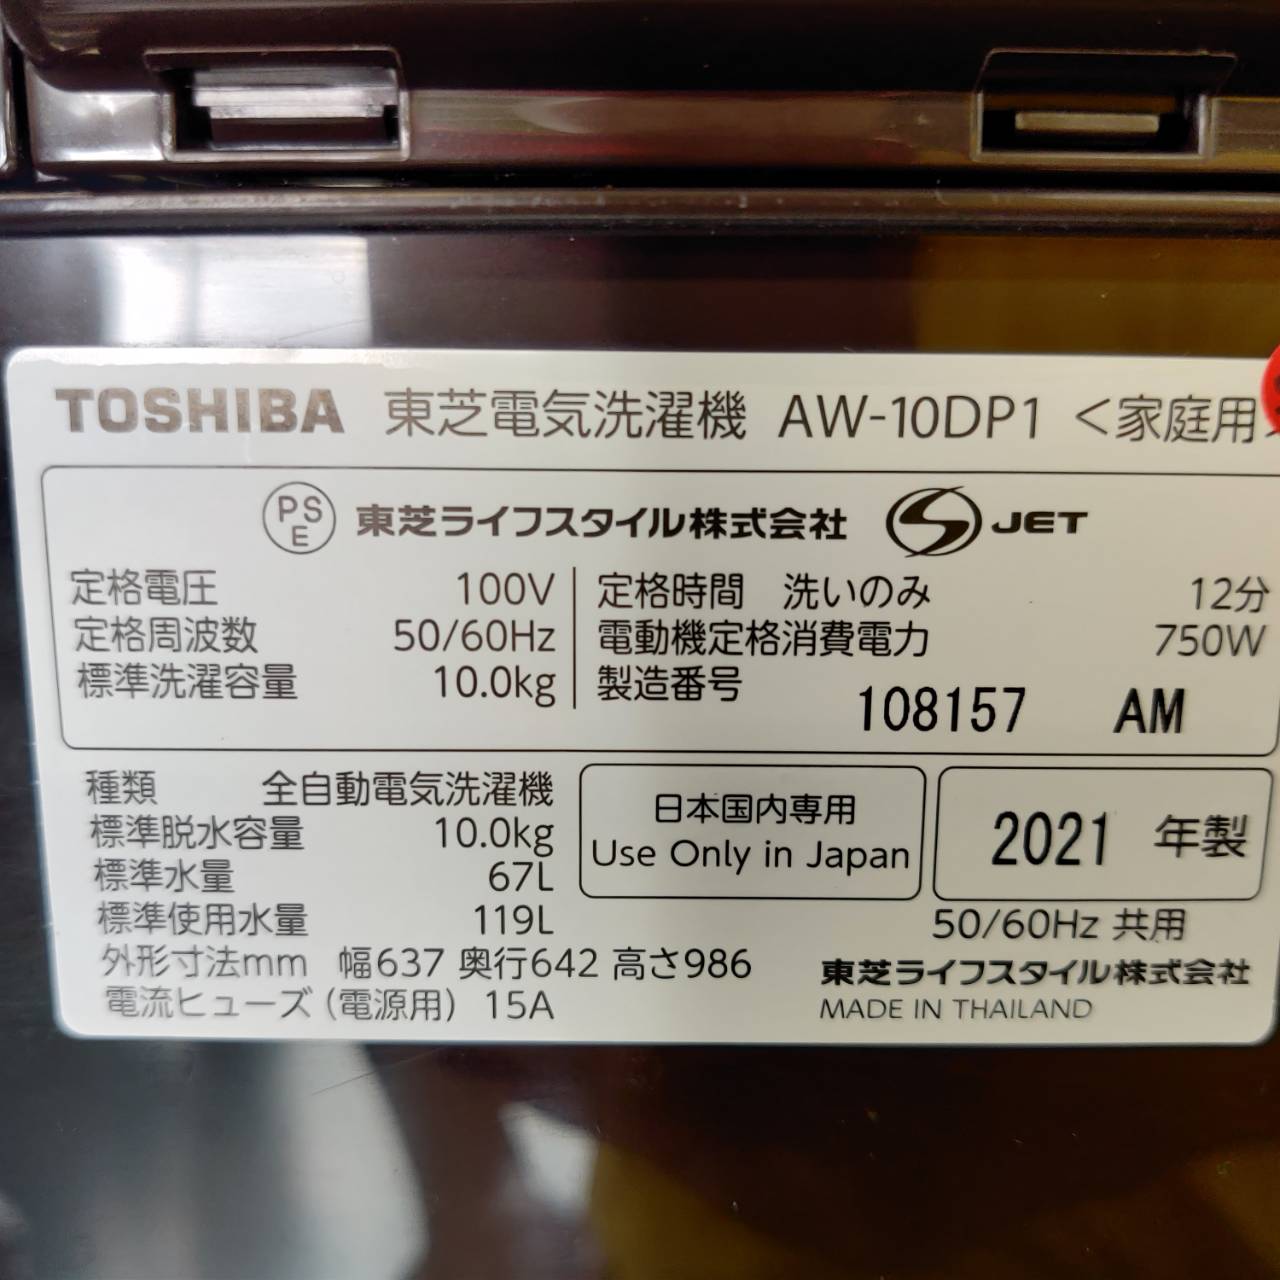 TOSHIBA 東芝電気洗濯機 AW-10DP1 <家庭用>
PSE 東芝ライフスタイル株式会社 S JET
定格電圧 100V
定格周波数 50/60Hz
標準洗濯容量 10.0kg
定格時間 洗いのみ 12分
電動機定格消費電力 750W
製造番号 108157 AM
種類 全自動電気洗濯機
標準脱水容量 10.0kg
標準水量 67L
標準使用水量 119L
外形寸法mm 幅637 奥行642 高さ986
電流ヒューズ(電源用) 15A
日本国内専用
Use Only in Japan
2021 年製
50/60Hz 共用
東芝ライフスタイル株式会社
MADE IN THAILAND